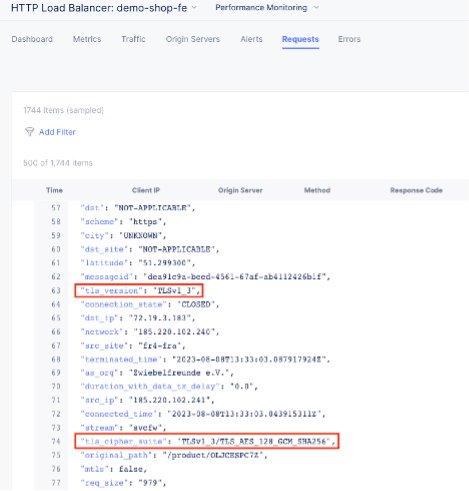 HTTP Load Balancer: demo-shop-fe Performance Monitoring
Dashboard Metrics Traffic Origin Servers Alerts Requests Errors
1744 items (sampled)
Add Filter
500 of 1,744 items
Time Client IP Origin Server Method Response Code
57 "dst": "NOT-APPLICABLE",
58 "scheme": "https",
59 "city": "UNKNOWN",
60 "dst_site": "NOT-APPLICABLE",
61 "latitude": "51.299300",
62 "messageid":
63 "tls_version": "TLSv1_3",
64 "connection_state": "CLOSED",
65 "dst_ip": "72.19.3.183",
66 "network": "185.220.102.240",
67 "src_site": "fr4-fra",
68 "terminated_time": "2023-08-08T13:33:03.087917924Z",
69 "as_org": "Zwiebelfreunde e.V.",
70 "duration_with_data_tx_delay": "0.0",
71 "src_ip": "185.220.102.241",
72 "connected_time": "2023-08-08T13:33:03.043915311Z",
73 "stream": "svcfw",
74 "tls_cipher_suite": "TLSv1_3/TLS_AES_128_GCM_SHA256",
75 "original_path": "/product/OLJCESPC7Z",
76 "mtls": false,
77 "req_size": "979",